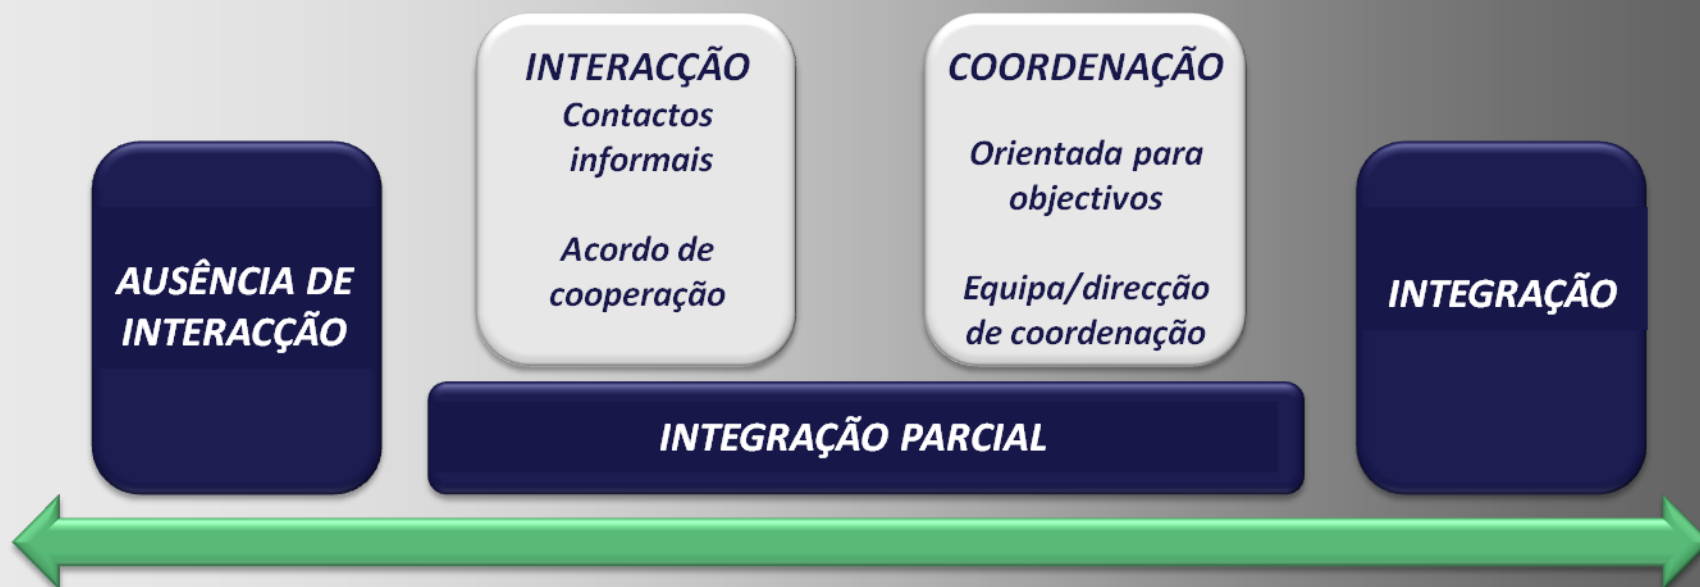 AUSÊNCIA DE
INTERACÇÃO
INTERACÇÃO
Contactos
informais
Acordo de
cooperação
COORDENAÇÃO
Orientada para
objectivos
Equipa/direcção
de coordenação
INTEGRAÇÃO PARCIAL
INTEGRAÇÃO